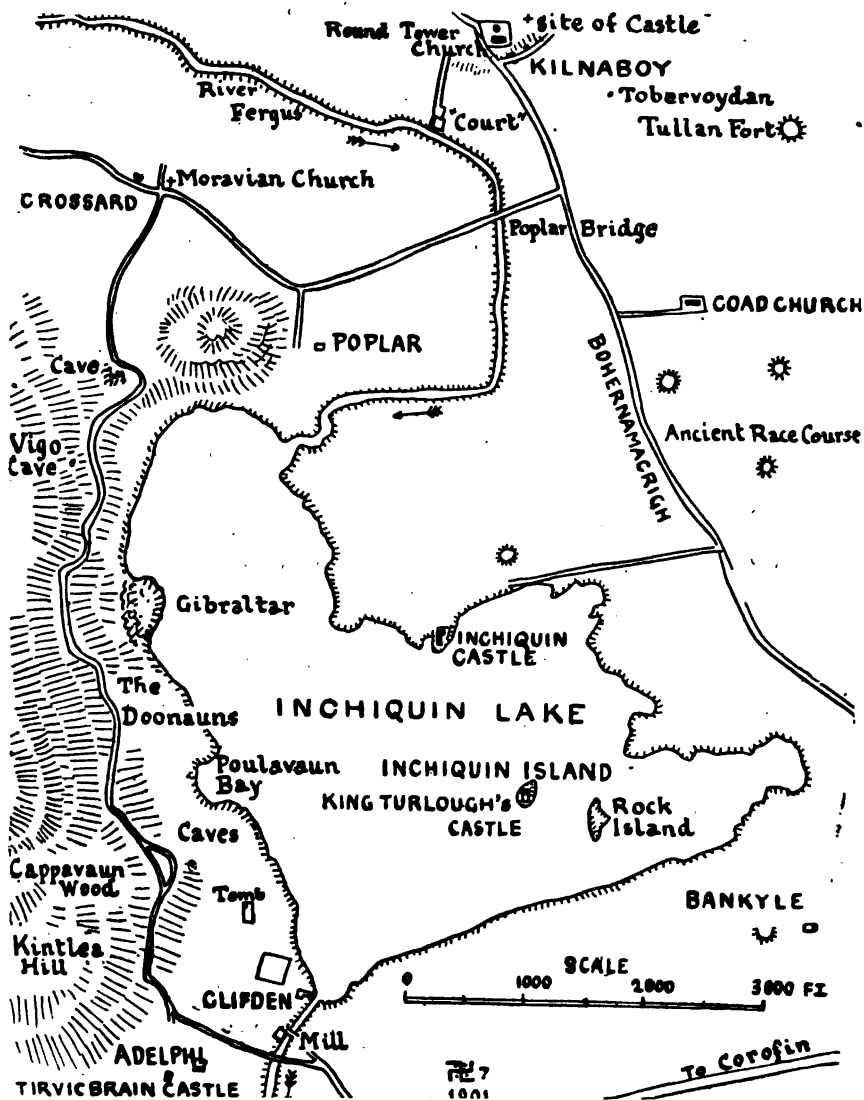 Round Tower
Church
+Site of Castle
KILNABOY
Tobervoydan
Tullan Fort
River
Fergus
"Court"
+Moravian Church
CROSSARD
Poplar Bridge
COAD CHURCH
POPLAR
Cave
BOHERNAMACRIGH
Ancient Race Course
Vigo
Cave
Gibraltar
INCHIQUIN
CASTLE
The
Doonauns
INCHIQUIN LAKE
Poulavaun
Bay
INCHIQUIN ISLAND
KING TURLOUGH'S
CASTLE
Rock
Island
Caves
Cappavaun
Wood
Tomb
BANKYLE
Kintlea
Hill
SCALE
0 1000 2000 3000 FT
CLIFDEN
Mill
ADELPHI
TIRVICBRAIN CASTLE
To Corofin
7
1901